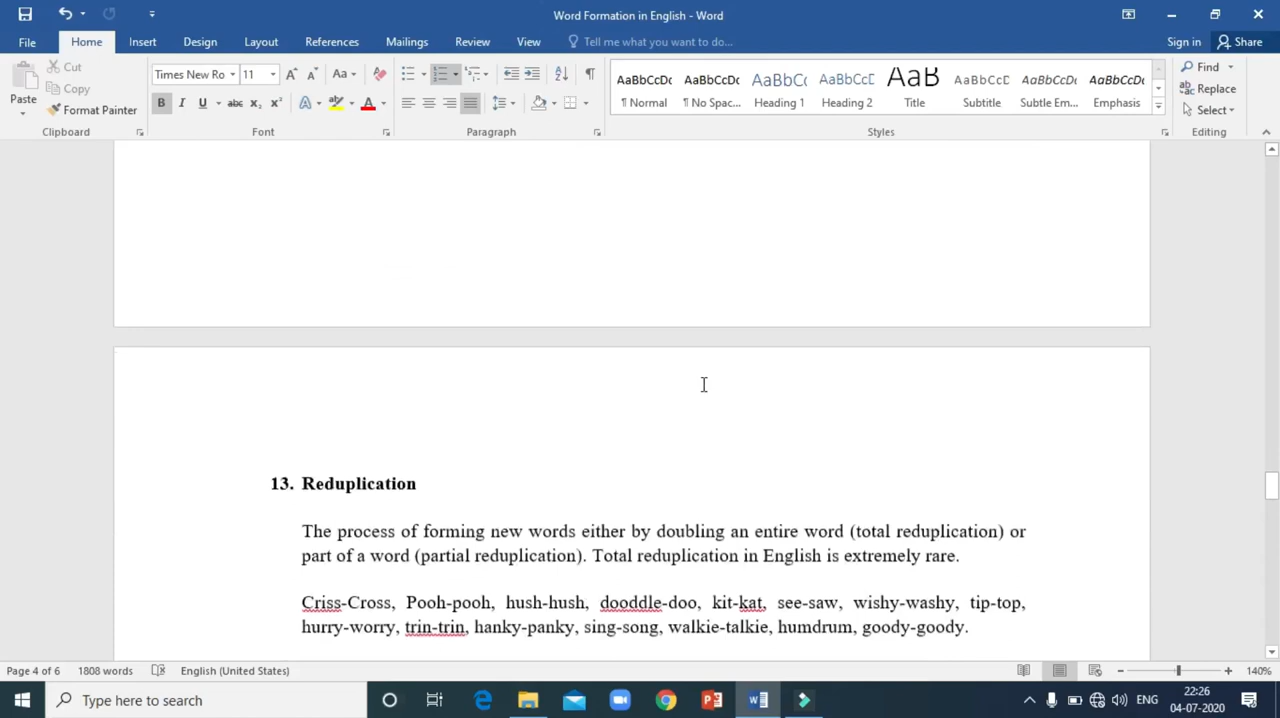 Word Formation in English - Word
File Home Insert Design Layout References Mailings Review View Tell me what you want to do... Sign in Share
Paste
Cut
Copy
Format Painter
Clipboard
Times New Ro 11
Font
Paragraph
AaBbCcDc AaBbCcDc AaBbCc AaBbCcD AaB AaBbCcD AaBbCcDc AaBbCcDc
¶ Normal ¶ No Spac... Heading 1 Heading 2 Title Subtitle Subtle Em... Emphasis
Styles
Find
Replace
Select
Editing
13. Reduplication
The process of forming new words either by doubling an entire word (total reduplication) or
part of a word (partial reduplication). Total reduplication in English is extremely rare.
Criss-Cross, Pooh-pooh, hush-hush, dooddle-doo, kit-kat, see-saw, wishy-washy, tip-top,
hurry-worry, trin-trin, hanky-panky, sing-song, walkie-talkie, humdrum, goody-goody.
Page 4 of 6 1808 words English (United States) 140%
Type here to search
ENG
22:26
04-07-2020